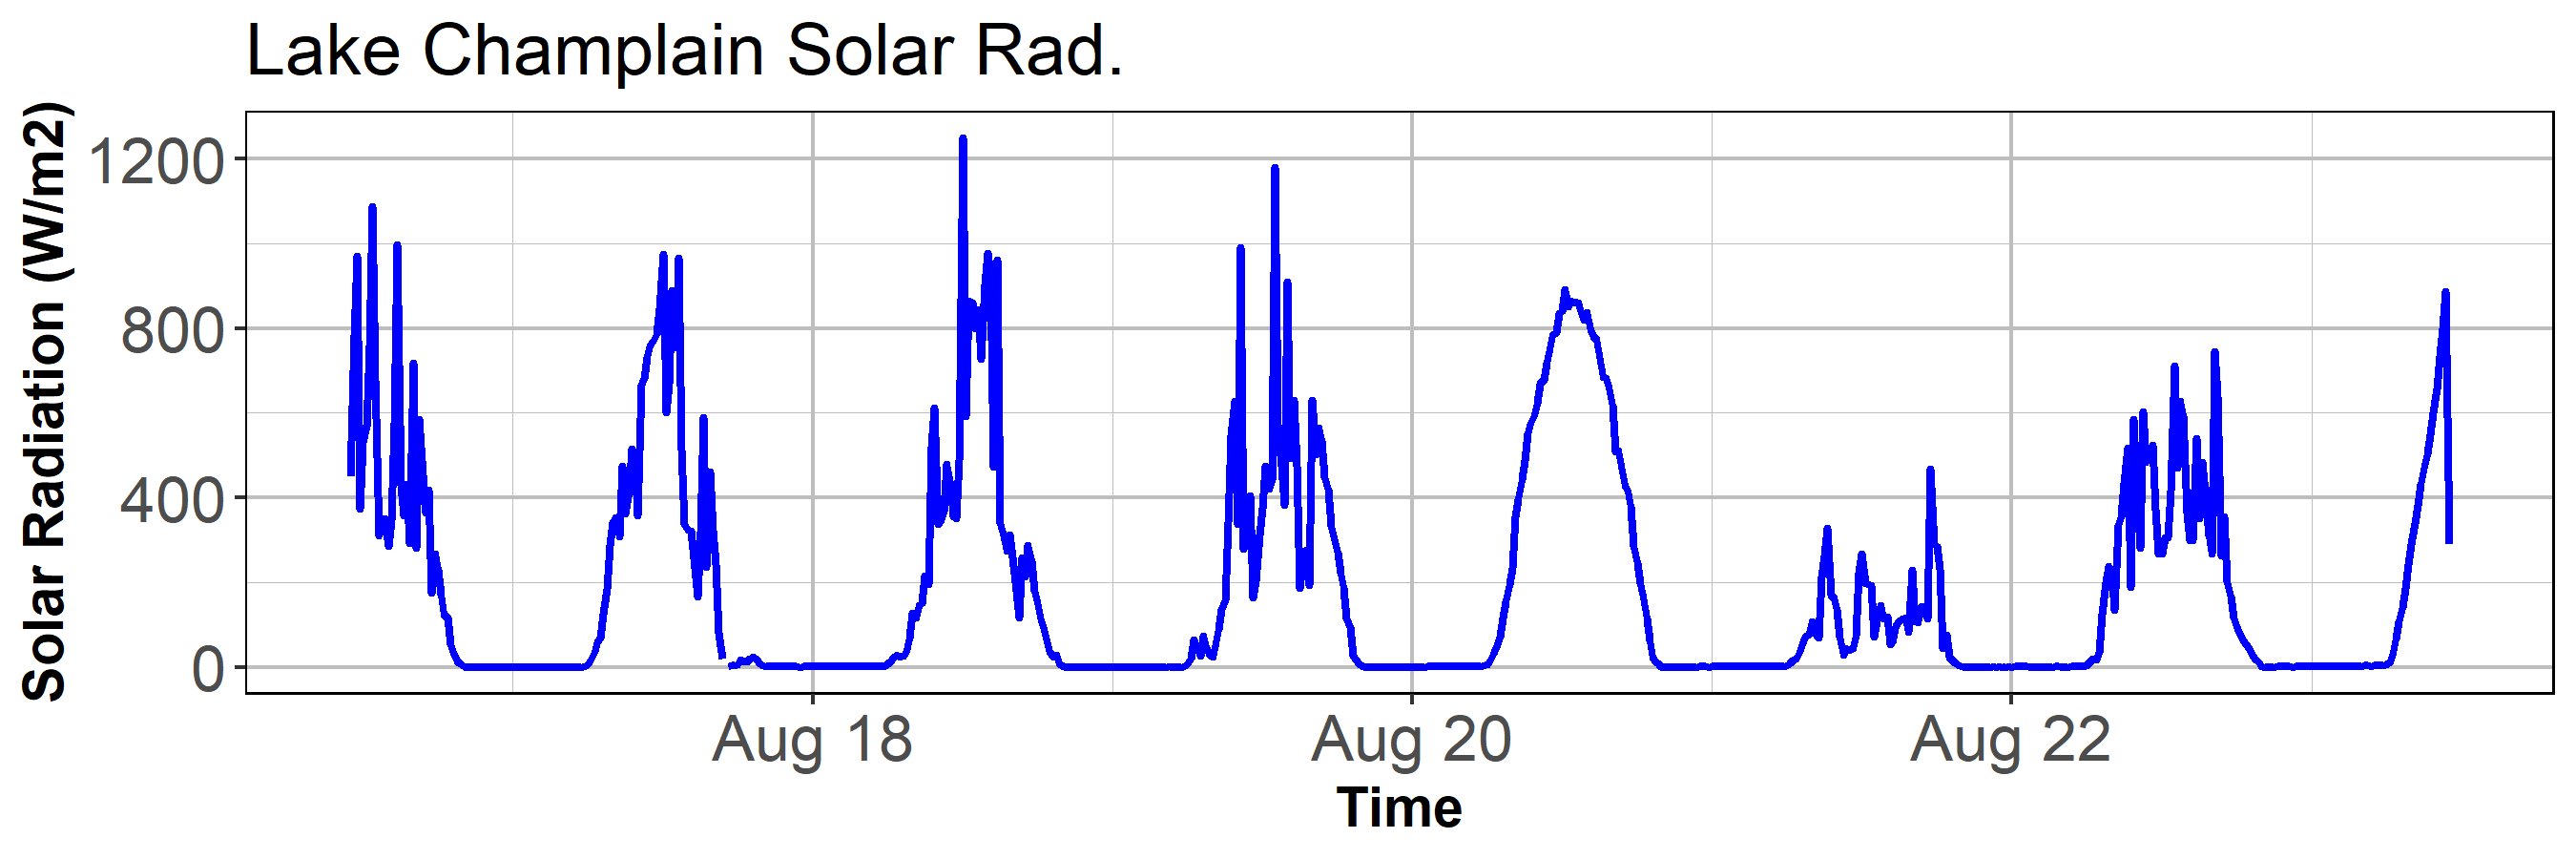 Lake Champlain Solar Rad.
Solar Radiation (W/m2)
1200
800
400
0
Aug 18
Aug 20
Aug 22
Time